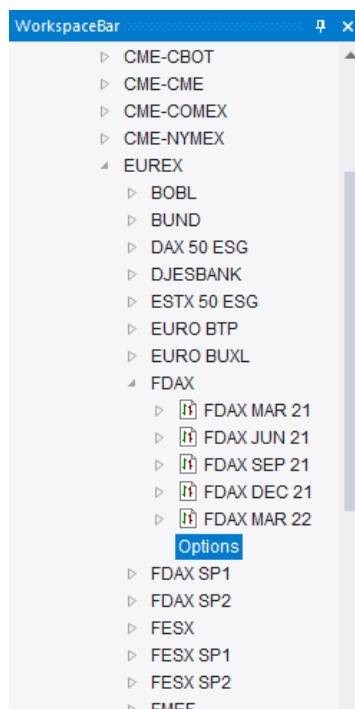 WorkspaceBar
CME-CBOT
CME-CME
CME-COMEX
CME-NYMEX
EUREX
BOBL
BUND
DAX 50 ESG
DJESBANK
ESTX 50 ESG
EURO BTP
EURO BUXL
FDAX
FDAX MAR 21
FDAX JUN 21
FDAX SEP 21
FDAX DEC 21
FDAX MAR 22
Options
FDAX SP1
FDAX SP2
FESX
FESX SP1
FESX SP2